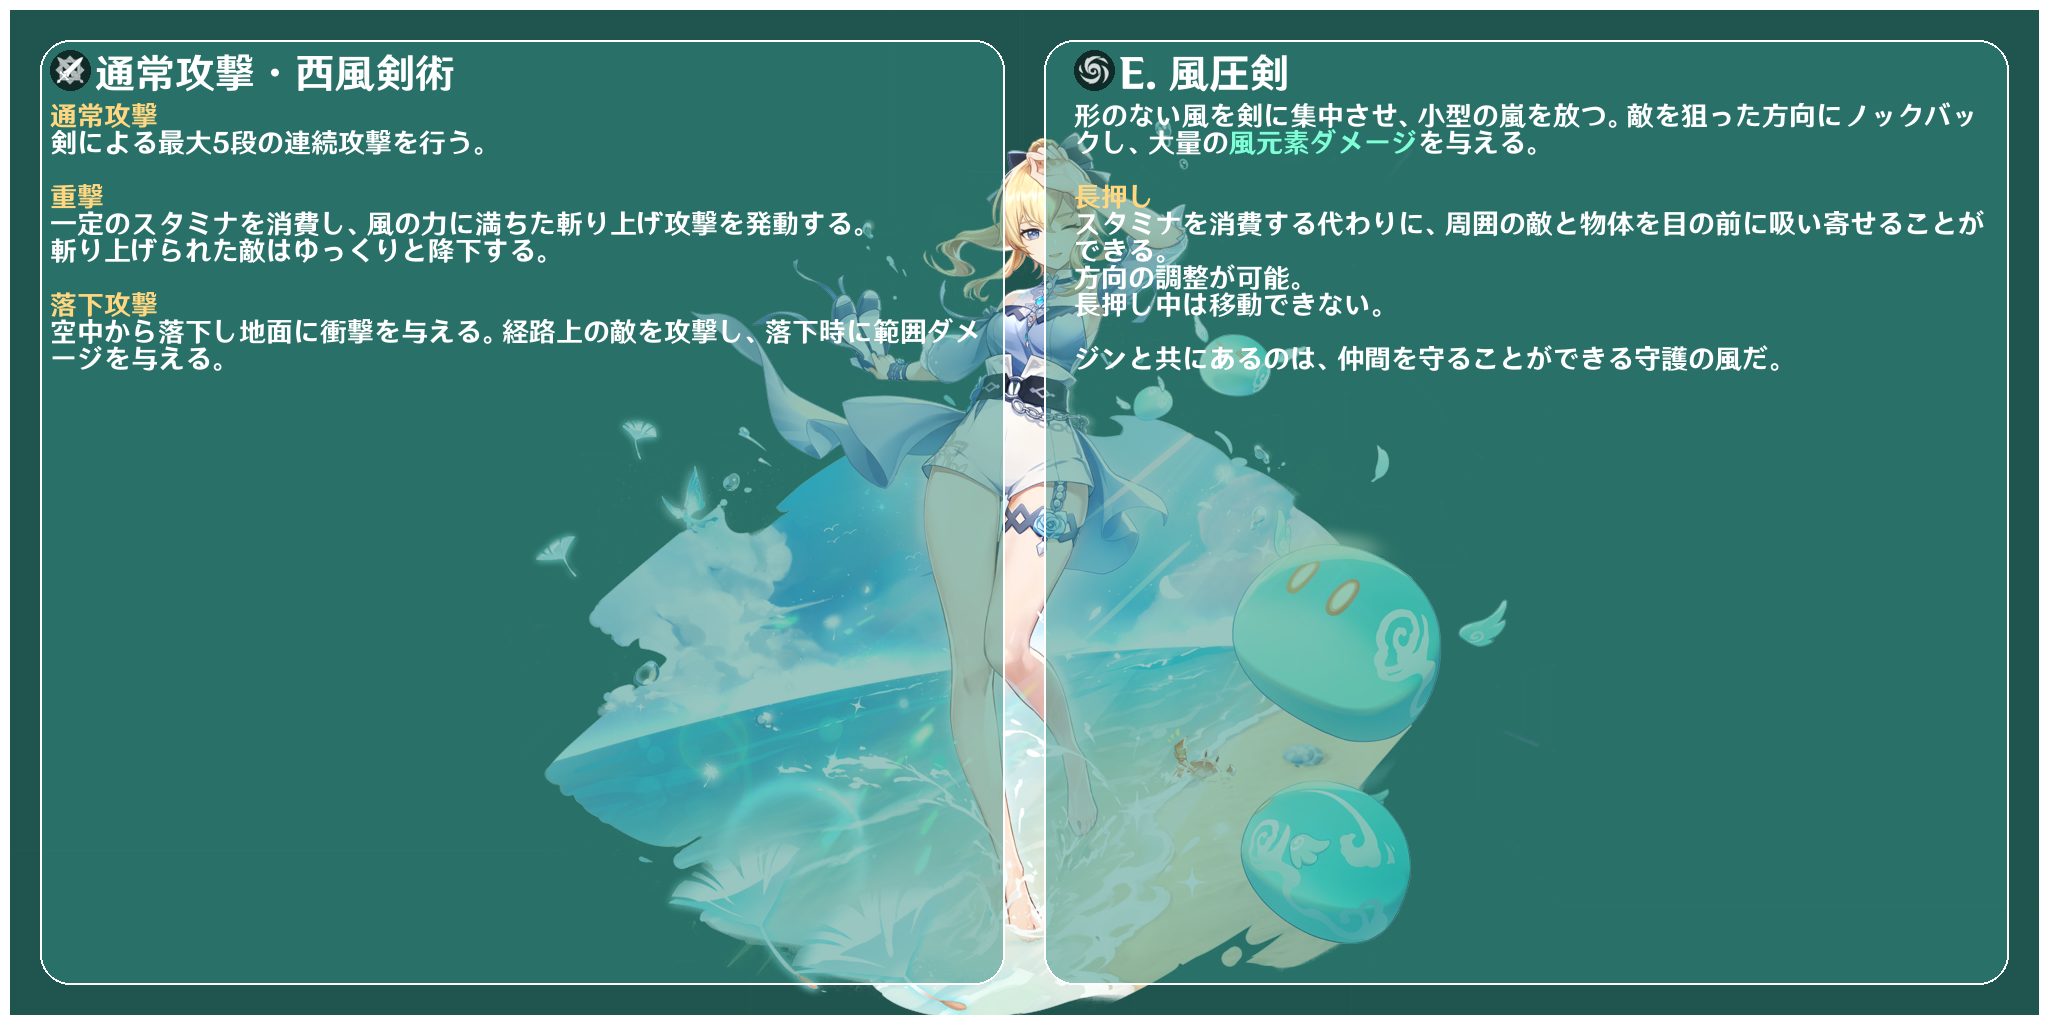 通常攻撃・西風剣術
通常攻撃
剣による最大5段の連続攻撃を行う。
重撃
一定のスタミナを消費し、風の力に満ちた斬り上げ攻撃を発動する。
斬り上げられた敵はゆっくりと降下する。
落下攻撃
空中から落下し地面に衝撃を与える。経路上の敵を攻撃し、落下時に範囲ダメ
ージを与える。
E. 風圧剣
形のない風を剣に集中させ、小型の嵐を放つ。敵を狙った方向にノックバッ
クし、大量の風元素ダメージを与える。
長押し
スタミナを消費する代わりに、周囲の敵と物体を目の前に吸い寄せることが
できる。
方向の調整が可能。
長押し中は移動できない。
ジンと共にあるのは、仲間を守ることができる守護の風だ。